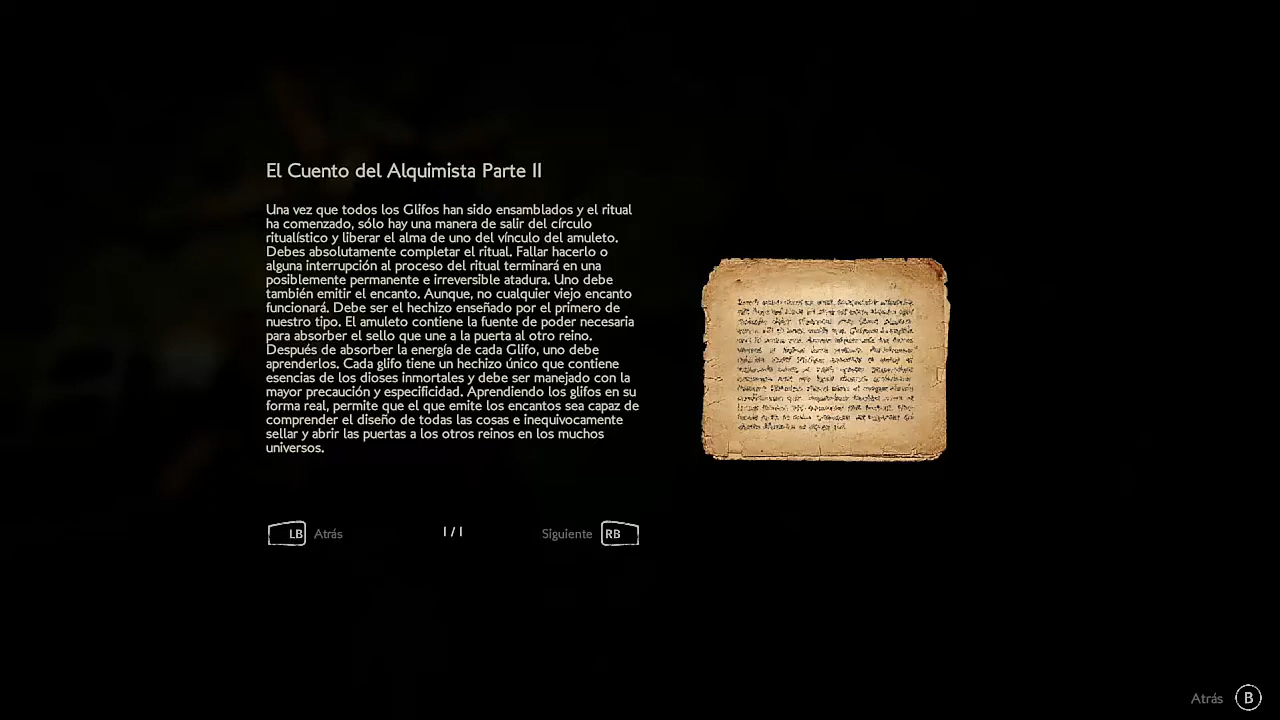 El Cuento del Alquimista Parte II
Una vez que todos los Glifos han sido ensamblados y el ritual
ha comenzado, sólo hay una manera de salir del círculo
ritualístico y liberar el alma de uno del vínculo del amuleto.
Debes absolutamente completar el ritual. Fallar hacerlo o
alguna interrupción al proceso del ritual terminará en una
posiblemente permanente e irreversible atadura. Uno debe
también emitir el encanto. Aunque, no cualquier viejo encanto
funcionará. Debe ser el hechizo enseñado por el primero de
nuestro tipo. El amuleto contiene la fuente de poder necesaria
para absorber el sello que une a la puerta al otro reino.
Después de absorber la energía de cada Glifo, uno debe
aprenderlos. Cada glifo tiene un hechizo único que contiene
esencias de los dioses inmortales y debe ser manejado con la
mayor precaución y especificidad. Aprendiendo los glifos en su
forma real, permite que el que emite los encantos sea capaz de
comprender el diseño de todas las cosas e inequivocamente
sellar y abrir las puertas a los otros reinos en los muchos
universos.
LB Atrás 1 / 1 Siguiente RB
Atrás B